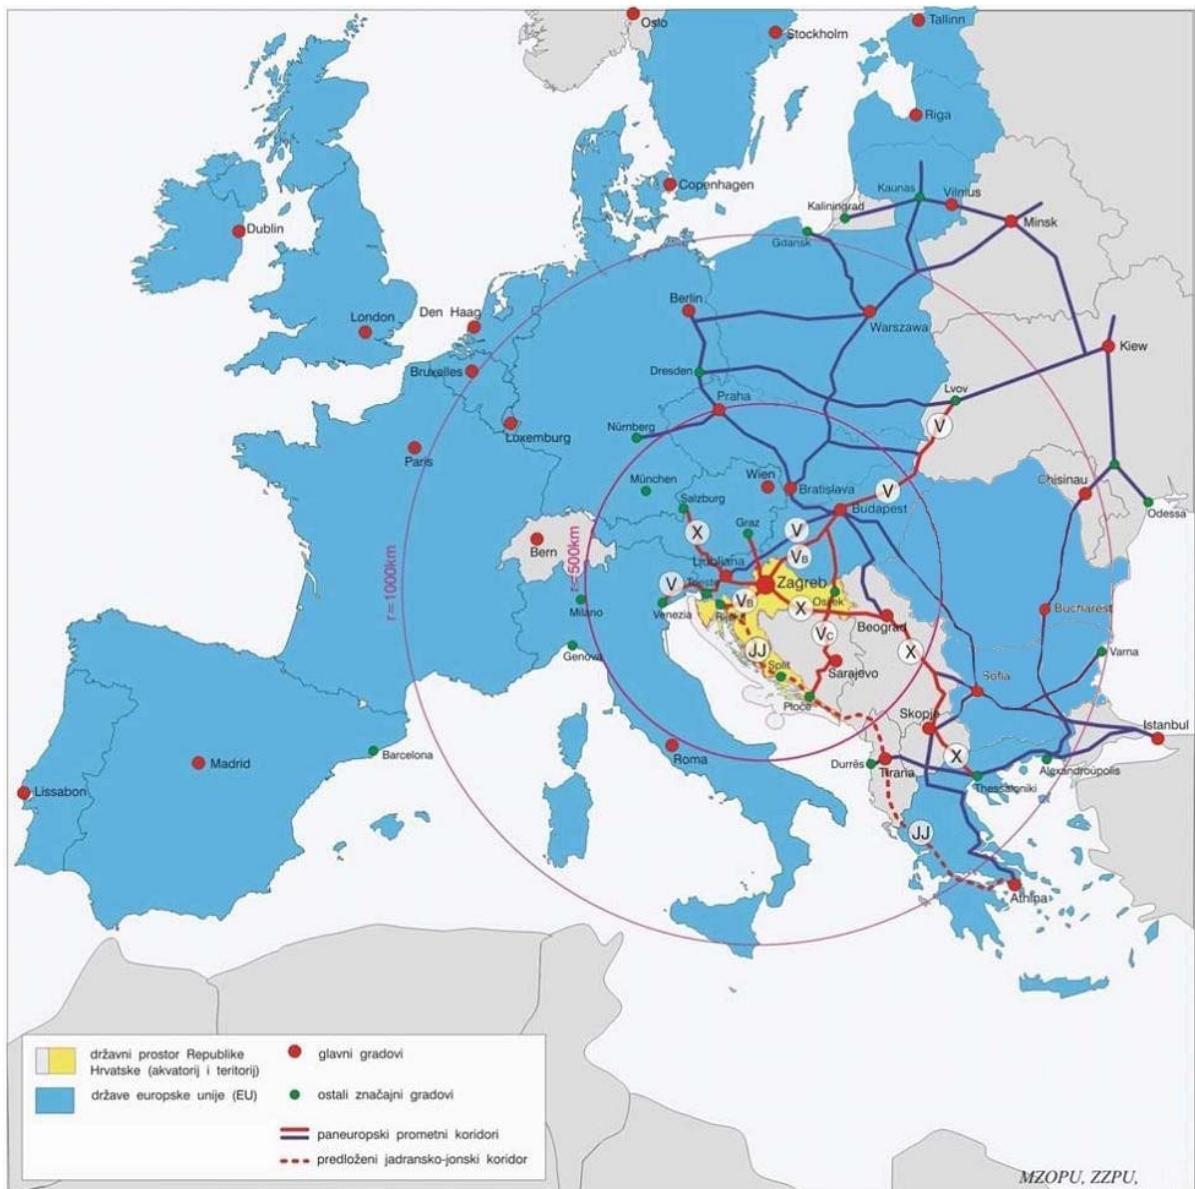 Oslo
Stockholm
Tallinn
Riga
Copenhagen
Kaunas
Vilnius
Kaliningrad
Minsk
Dublin
Gdansk
Berlin
Den Haag
London
Warszawa
Kiew
Bruxelles
Dresden
Lvov
Praha
V
Nürnberg
Luxemburg
Paris
München
Wien
Bratislava
V
Chisinau
Salzburg
Budapest
Odessa
Graz
V
X
Bern
r=1000km
r=500km
VB
Ljubljana
V
Trieste
Zagreb
Milano
Venezia
VB
Rijeka
X
Osijek
Bucharest
Beograd
VC
JJ
X
Varna
Genova
Split
Sarajevo
Sofia
Ploče
Skopje
Istanbul
Barcelona
Roma
Madrid
Durrës
Tirana
X
Alexandroúpolis
Thessaloniki
Lissabon
JJ
Athina
državni prostor Republike
Hrvatske (akvatorij i teritorij)
glavni gradovi
države europske unije (EU)
ostali značajni gradovi
paneuropski prometni koridori
predloženi jadransko-jonski koridor
MZOPU, ZZPU,